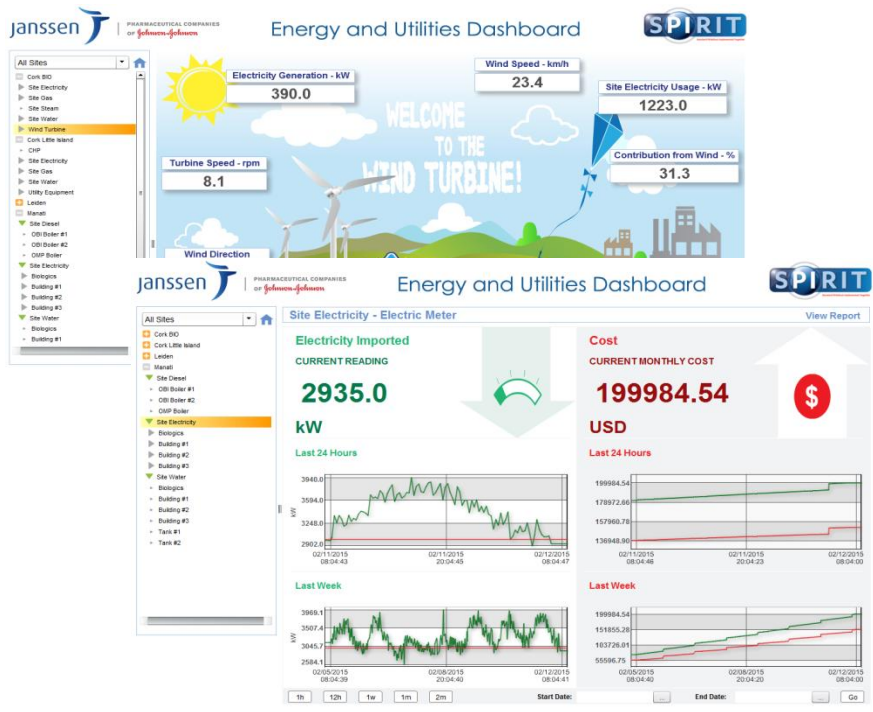 janssen
PHARMACEUTICAL COMPANIES
OF Johnson & Johnson
Energy and Utilities Dashboard
SPIRIT
All Sites
Cork BIO
Site Electricity
Site Gas
Site Steam
Site Water
Wind Turbine
Cork Little Island
CHP
Site Electricity
Site Gas
Site Water
Utility Equipment
Leiden
Manati
Site Diesel
OBI Boiler #1
OBI Boiler #2
OMP Boiler
Site Electricity
Biologics
Building #1
Building #2
Building #3
Site Water
Biologics
Building #1
Electricity Generation - kW
390.0
Wind Speed - km/h
23.4
Site Electricity Usage - kW
1223.0
WELCOME
TO THE
WIND TURBINE!
Contribution from Wind - %
31.3
Turbine Speed - rpm
8.1
Wind Direction
janssen
PHARMACEUTICAL COMPANIES
OF Johnson & Johnson
Energy and Utilities Dashboard
SPIRIT
All Sites
Cork BIO
Cork Little Island
Leiden
Manati
Site Diesel
OBI Boiler #1
OBI Boiler #2
OMP Boiler
Site Electricity
Biologics
Building #1
Building #2
Building #3
Site Water
Biologics
Building #1
Building #2
Building #3
Tank #1
Tank #2
Site Electricity - Electric Meter
View Report
Electricity Imported
CURRENT READING
2935.0
kW
Cost
CURRENT MONTHLY COST
199984.54
USD
$
Last 24 Hours
3940.0
3594.0
3248.0
2902.0
kW
02/11/2015 02/11/2015 02/12/2015
08:04:43 20:04:45 08:04:47
Last 24 Hours
199984.54
178972.66
157960.78
136948.90
02/11/2015 02/11/2015 02/12/2015
08:04:46 20:04:23 08:04:00
Last Week
3969.1
3507.4
3045.7
2584.1
kW
02/05/2015 02/08/2015 02/12/2015
08:04:39 20:04:40 08:04:41
Last Week
199984.54
151855.28
103726.01
55596.75
02/05/2015 02/08/2015 02/12/2015
08:04:40 20:04:20 08:04:00
1h 12h 1w 1m 2m Start Date: ... End Date: ... Go